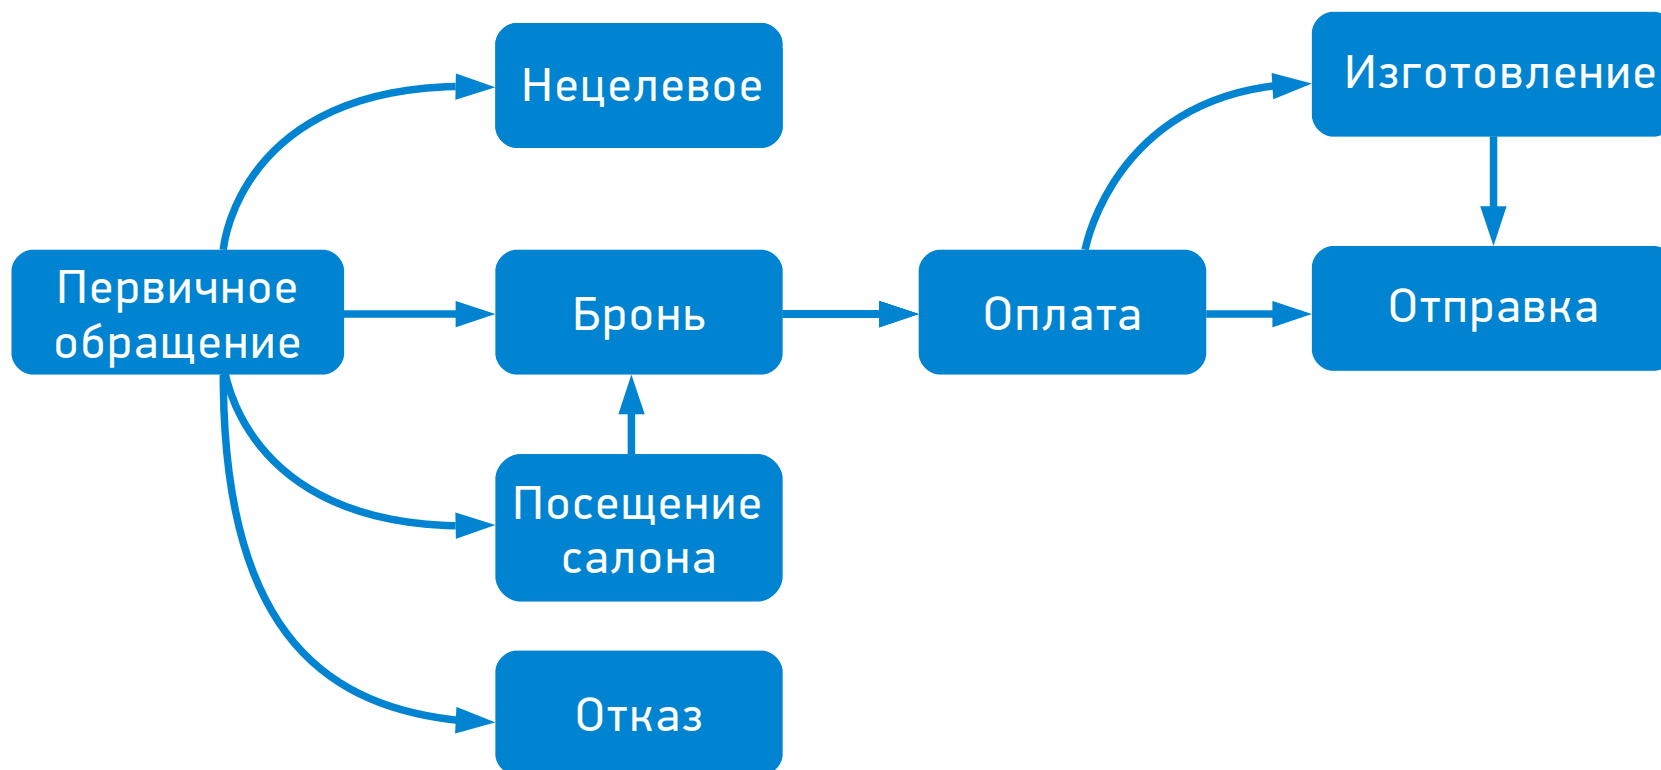 Нецелевое
Изготовление
Первичное
обращение
Бронь
Оплата
Отправка
Посещение
салона
Отказ